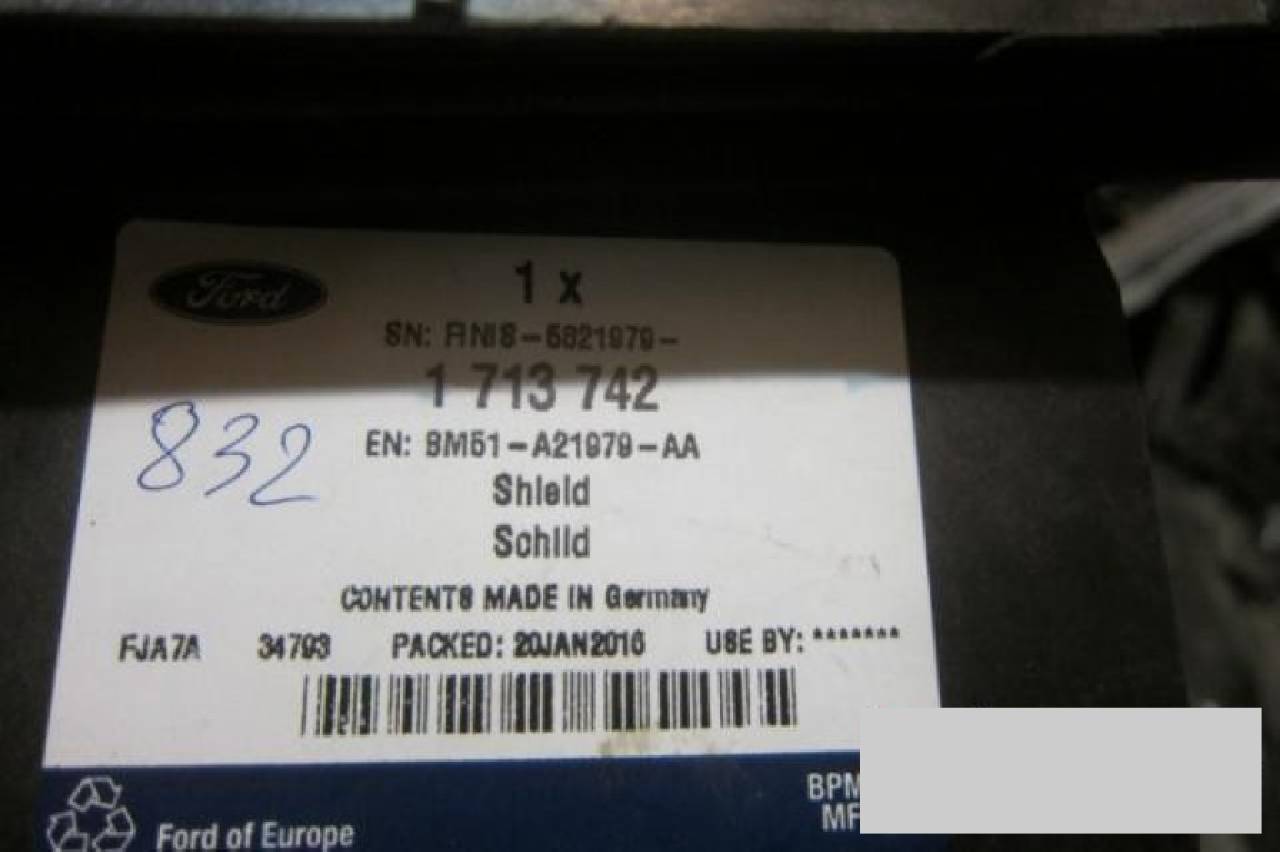 Ford
1 x
SN: FINIS-5821979-
1 713 742
832
EN: BM51-A21979-AA
Shield
Schild
CONTENTS MADE IN Germany
FJA7A 34793 PACKED: 20JAN2016 USE BY: *******
BPM
MF
Ford of Europe